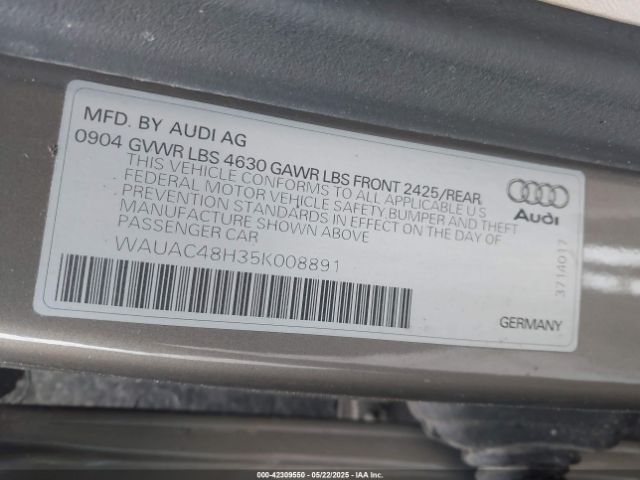 MFD. BY AUDI AG
0904 GVWR LBS 4630 GAWR LBS FRONT 2425/REAR
THIS VEHICLE CONFORMS TO ALL APPLICABLE U S
FEDERAL MOTOR VEHICLE SAFETY,BUMPER AND THEFT
PREVENTION STANDARDS IN EFFECT ON THE DAY OF
MANUFACTURE SHOWN ABOVE
PASSENGER CAR
WAUAC48H35K008891
Audi
3714017
GERMANY
000-42309550 - 05/22/2025 - IAA Inc.